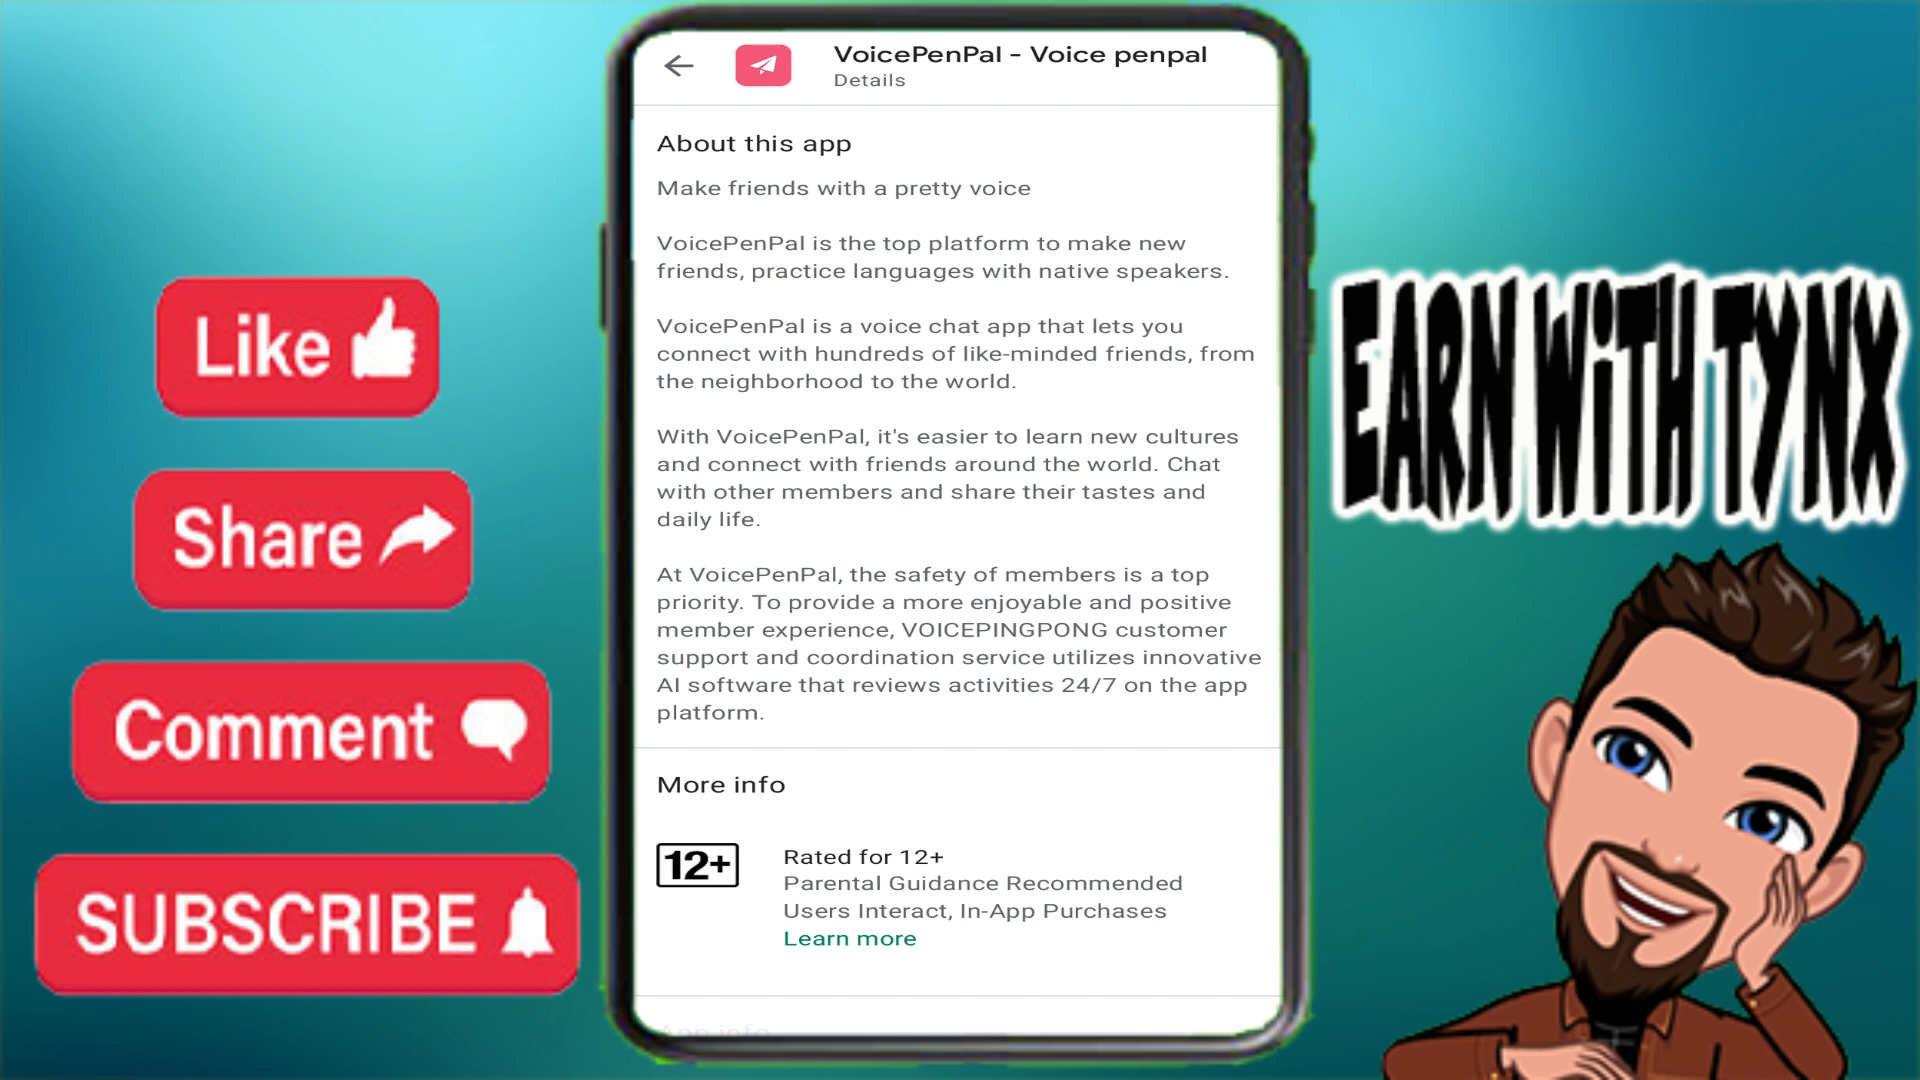 Like
Share
Comment
SUBSCRIBE
VoicePenPal - Voice penpal
Details
About this app
Make friends with a pretty voice
VoicePenPal is the top platform to make new
friends, practice languages with native speakers.
VoicePenPal is a voice chat app that lets you
connect with hundreds of like-minded friends, from
the neighborhood to the world.
With VoicePenPal, it's easier to learn new cultures
and connect with friends around the world. Chat
with other members and share their tastes and
daily life.
At VoicePenPal, the safety of members is a top
priority. To provide a more enjoyable and positive
member experience, VOICEPINGPONG customer
support and coordination service utilizes innovative
AI software that reviews activities 24/7 on the app
platform.
More info
12+
Rated for 12+
Parental Guidance Recommended
Users Interact, In-App Purchases
Learn more
App info
EARN WiTH TYNX